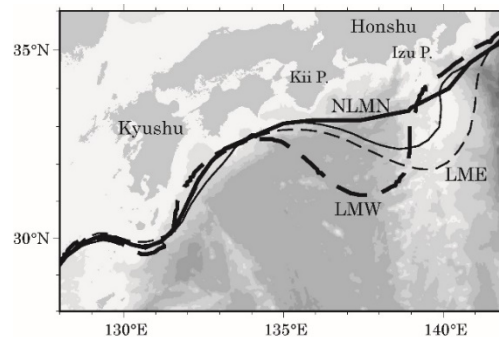 Honshu
35°N
Izu P.
Kii P.
NLMN
Kyushu
LME
LMW
30°N
130°E
135°E
140°E